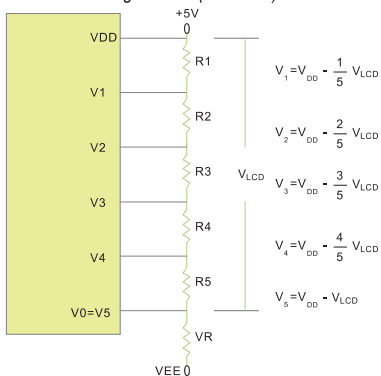 +5V
0
VDD
R1
V1
R2
V2
R3
V3
R4
V4
R5
V0=V5
VR
VEE 0
VLCD
V1=VDD - 1/5 VLCD
V2=VDD - 2/5 VLCD
V3=VDD - 3/5 VLCD
V4=VDD - 4/5 VLCD
V5=VDD - VLCD